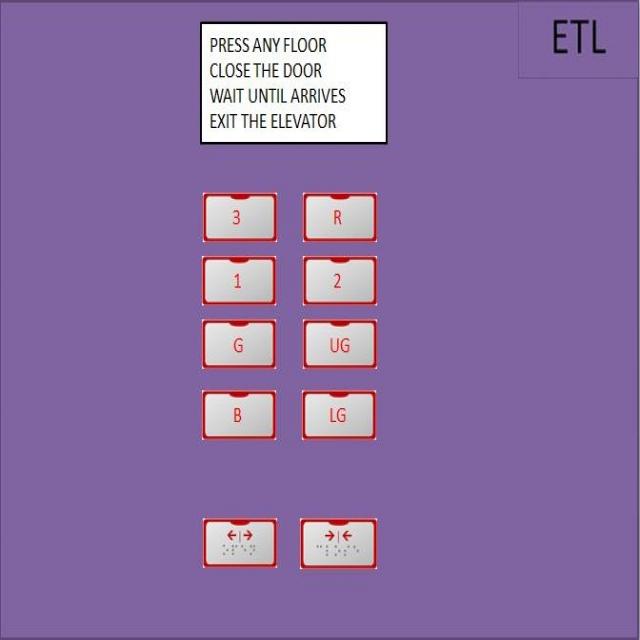 ETL
PRESS ANY FLOOR
CLOSE THE DOOR
WAIT UNTIL ARRIVES
EXIT THE ELEVATOR
3 R
1 2
G UG
B LG